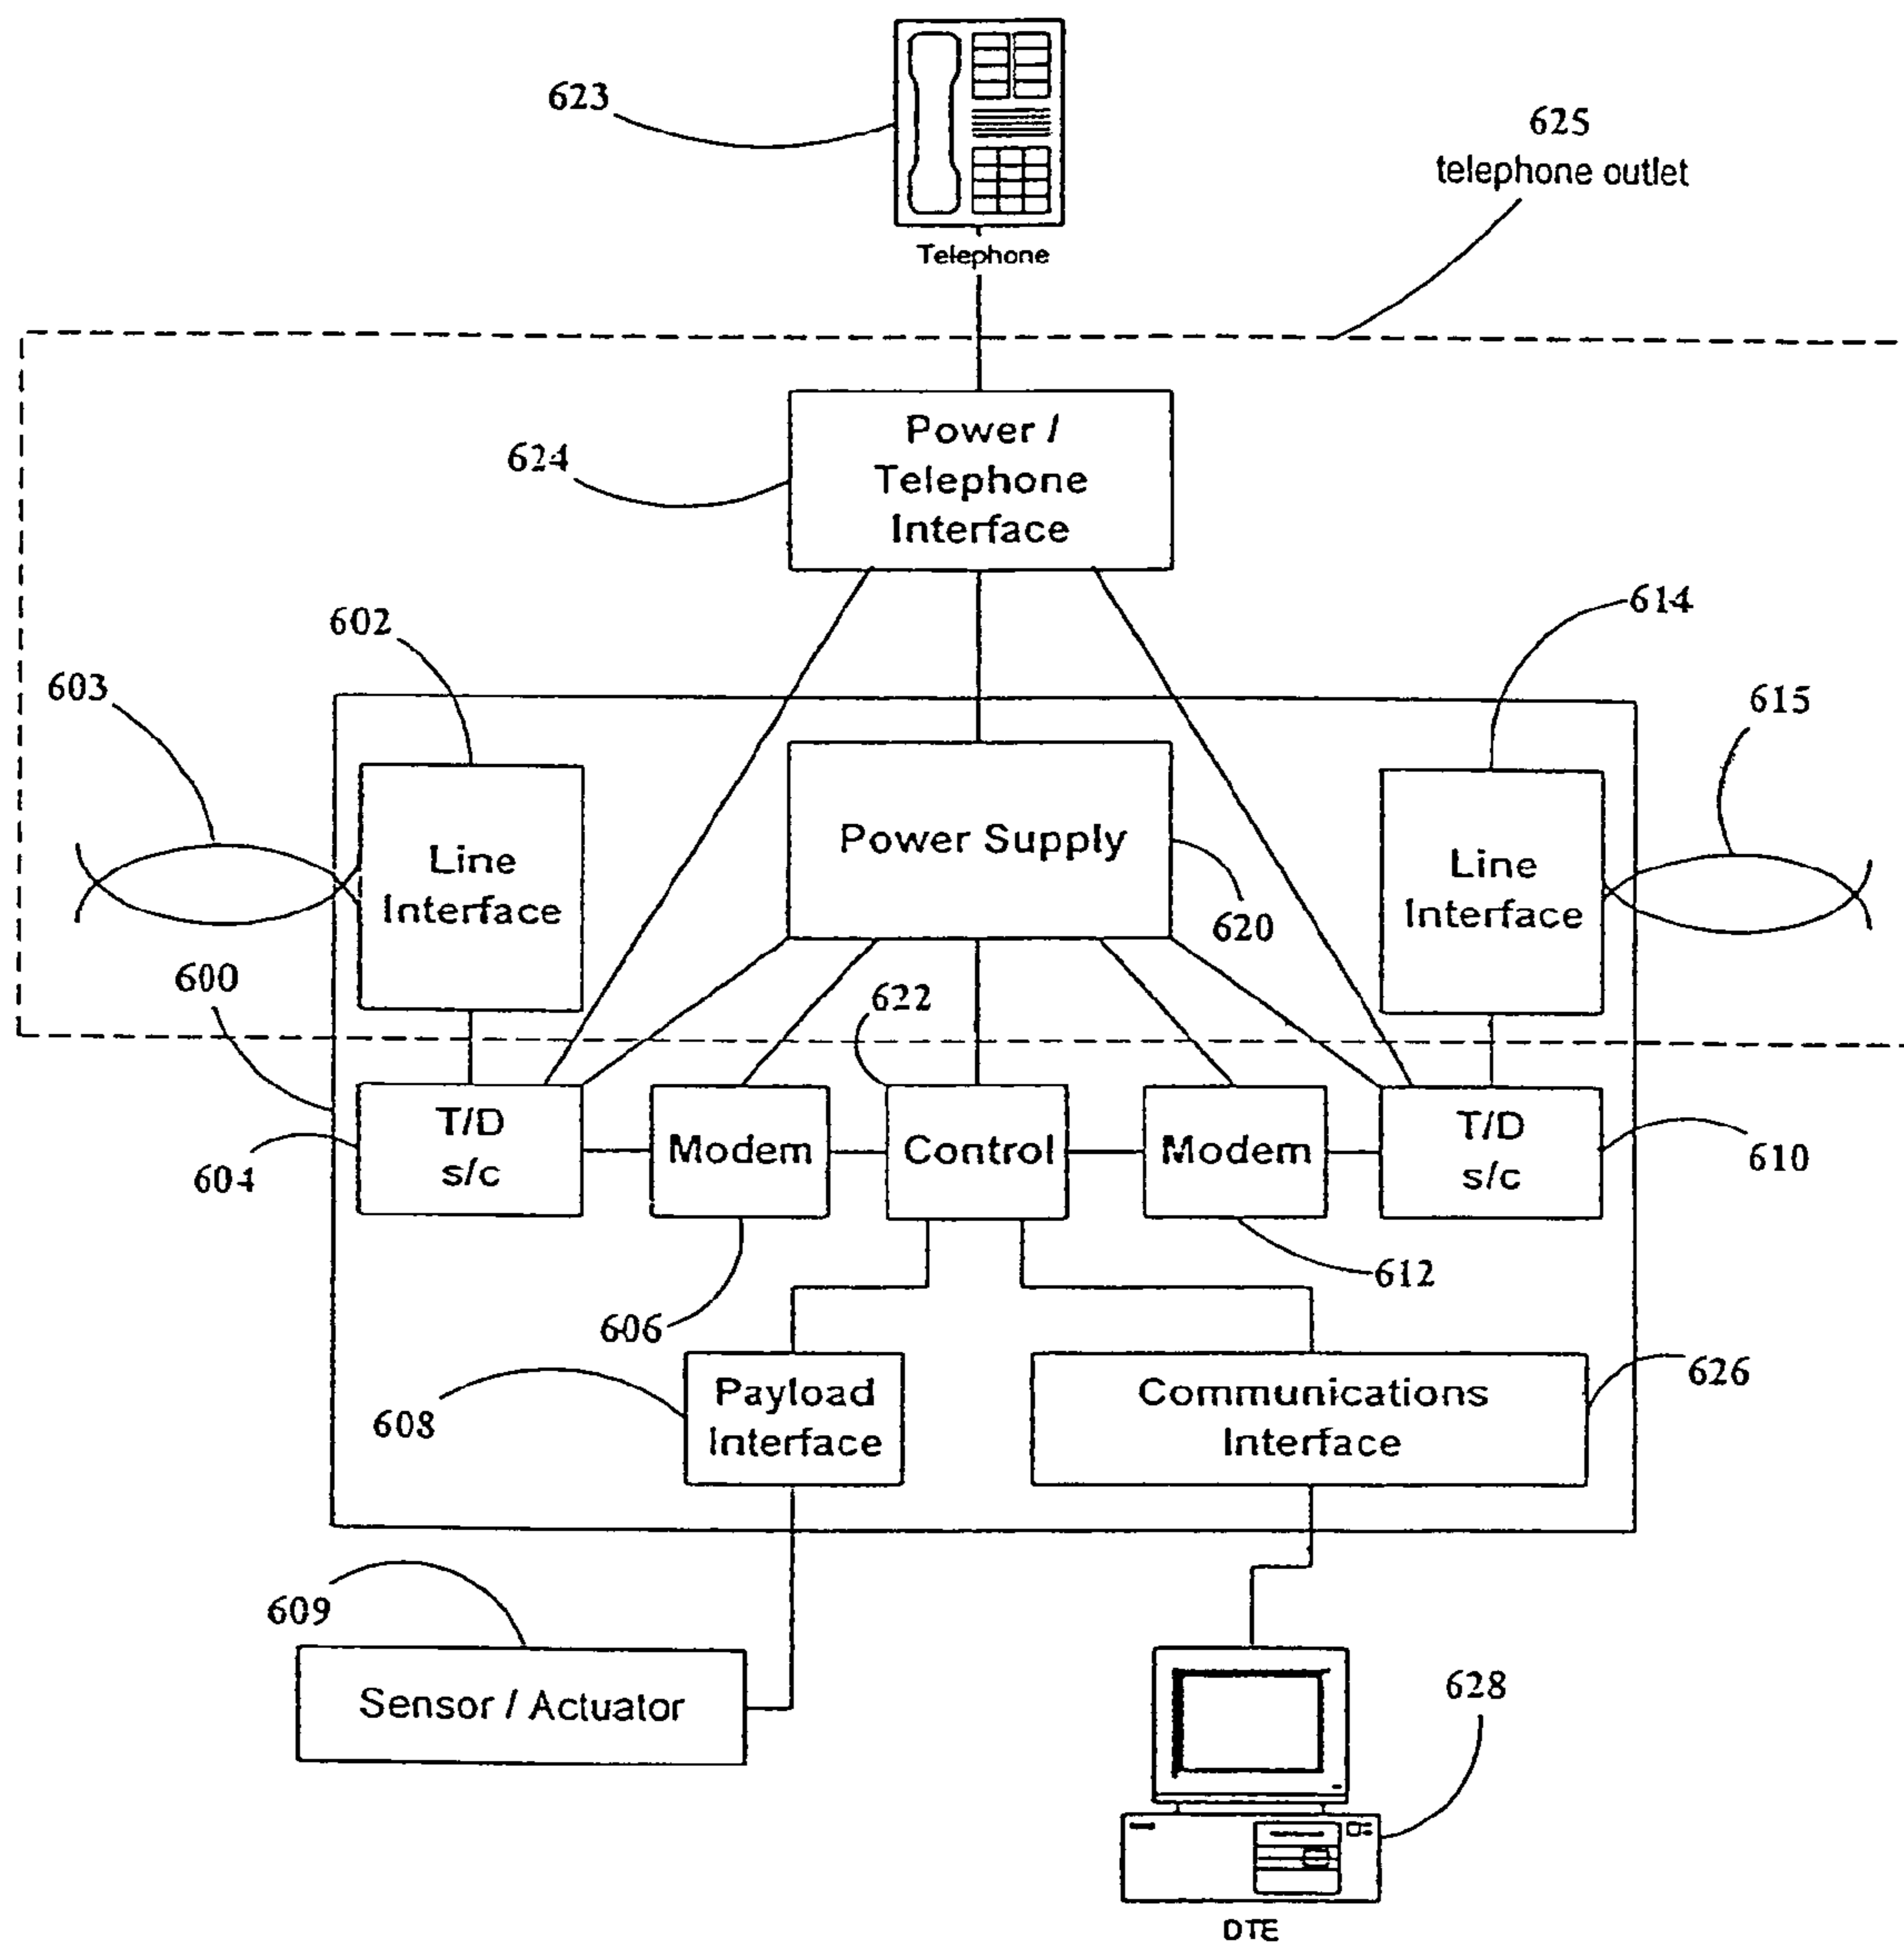 623
625
telephone outlet
Telephone
624
Power /
Telephone
Interface
602
614
603
615
Line
Interface
Power Supply
Line
Interface
620
600
622
T/D
s/c
Modem
Control
Modem
T/D
s/c
604
610
606
612
Payload
Interface
Communications
Interface
608
626
609
Sensor / Actuator
628
DTE